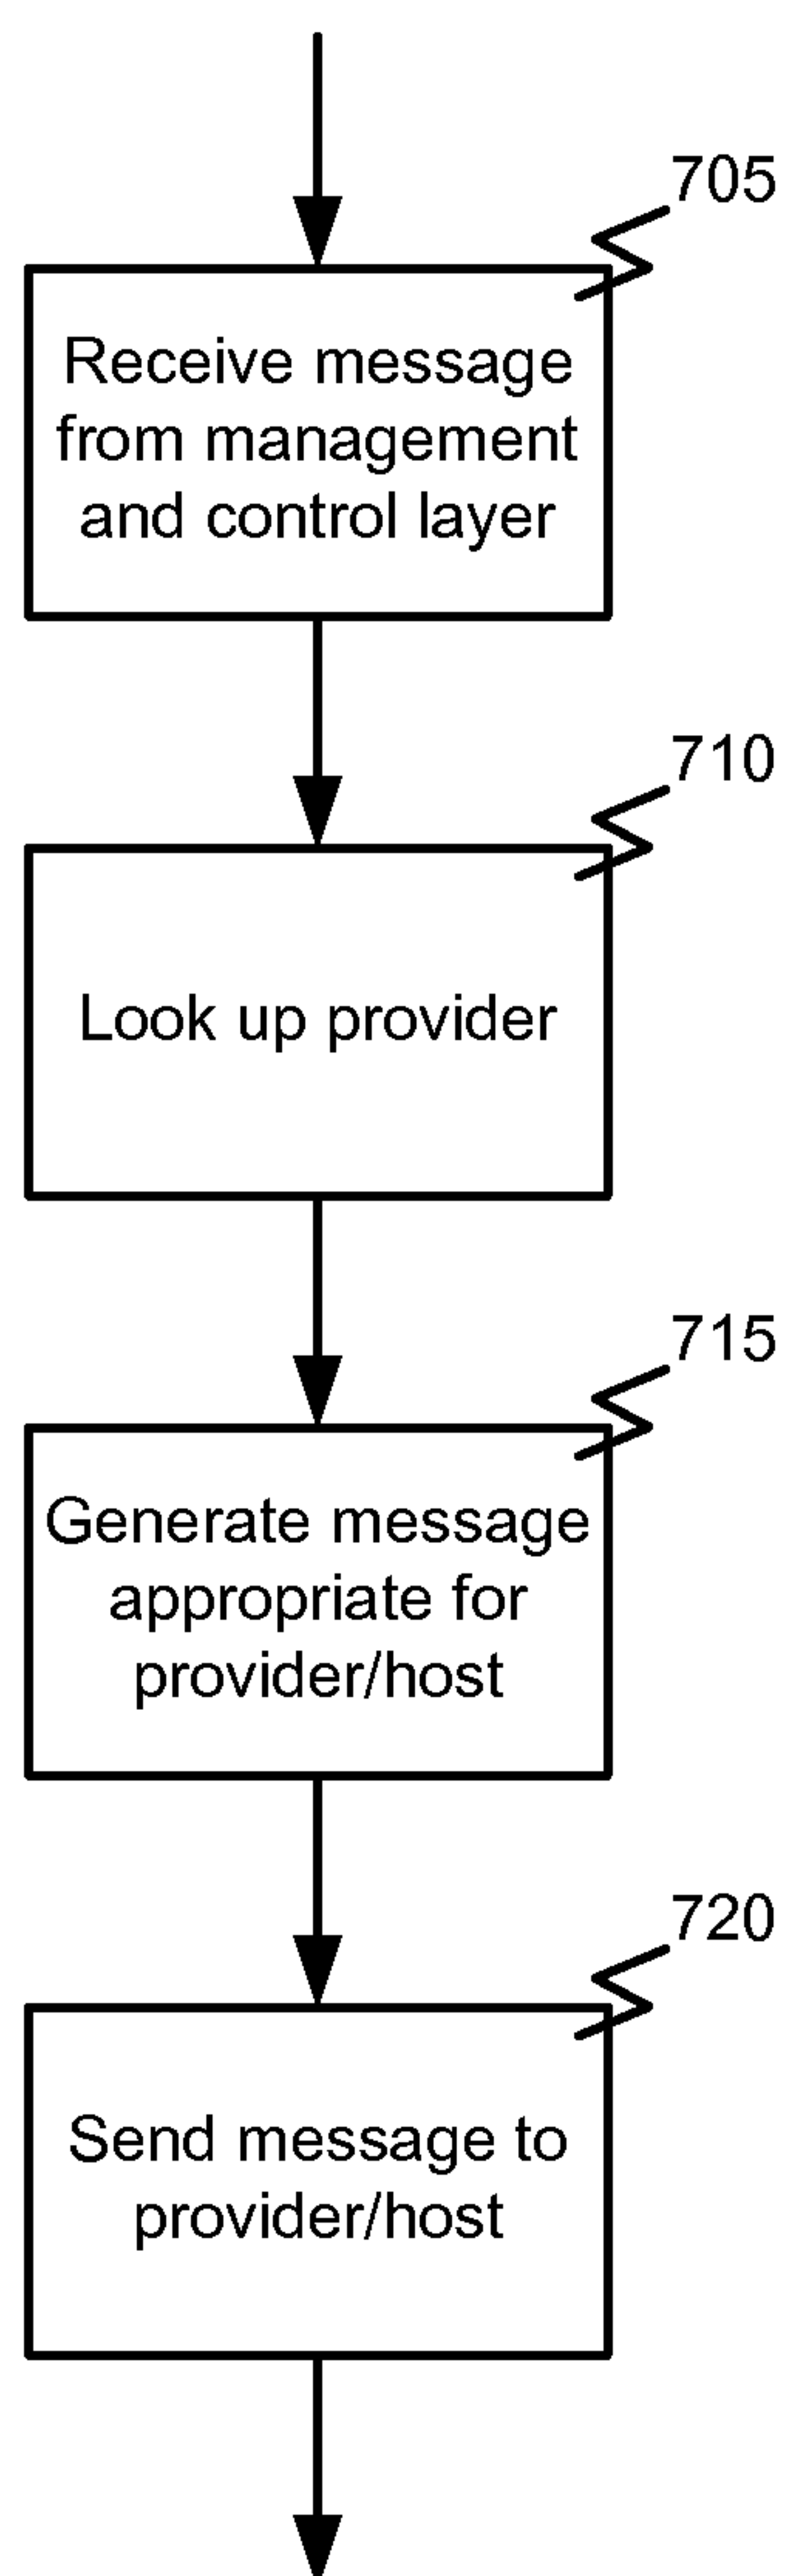 705
Receive message
from management
and control layer
710
Look up provider
715
Generate message
appropriate for
provider/host
720
Send message to
provider/host